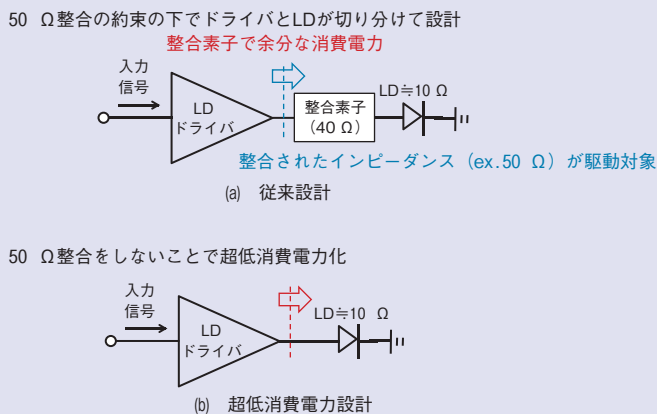 50 Ω整合の約束の下でドライバとLDが切り分けて設計
整合素子で余分な消費電力
入力
信号
LD
ドライバ
整合素子
（40 Ω）
LD≒10 Ω
整合されたインピーダンス（ex.50 Ω）が駆動対象
(a) 従来設計
50 Ω整合をしないことで超低消費電力化
入力
信号
LD
ドライバ
LD≒10 Ω
(b) 超低消費電力設計